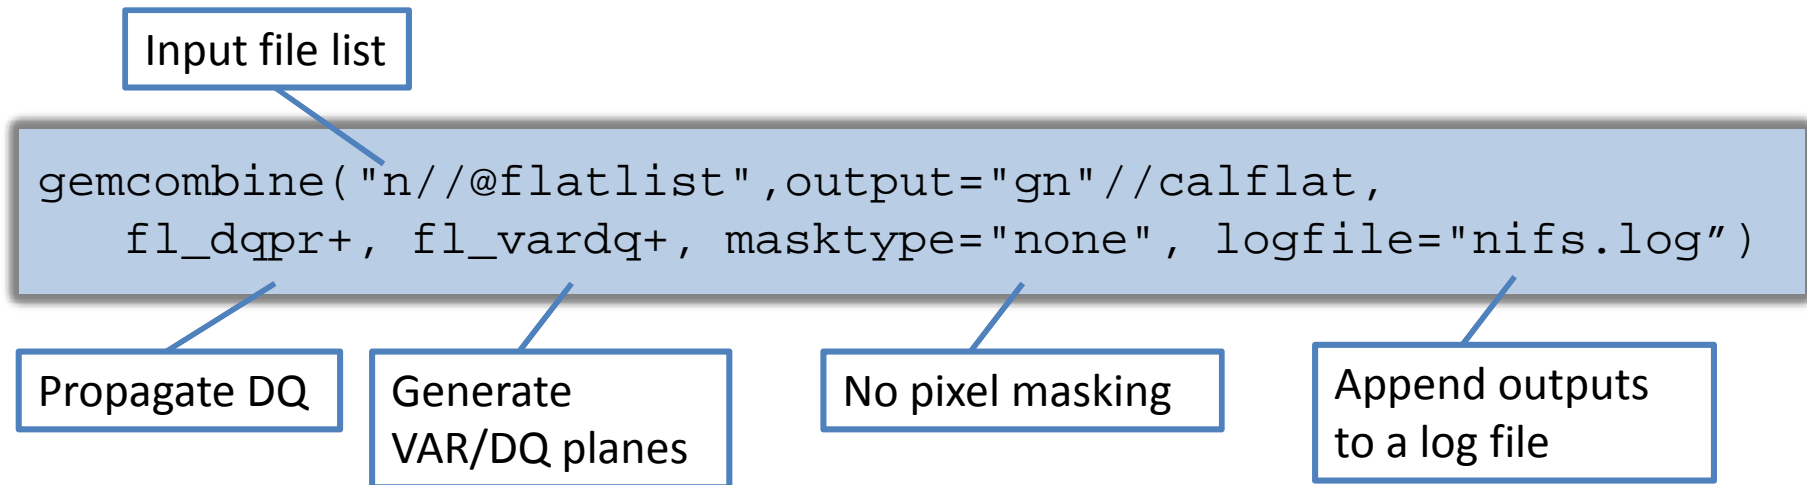 Input file list
gemcombine("n//@flatlist",output="gn"//calflat,
fl_dqpr+, fl_vardq+, masktype="none", logfile="nifs.log”)
Propagate DQ
Generate
VAR/DQ planes
No pixel masking
Append outputs
to a log file